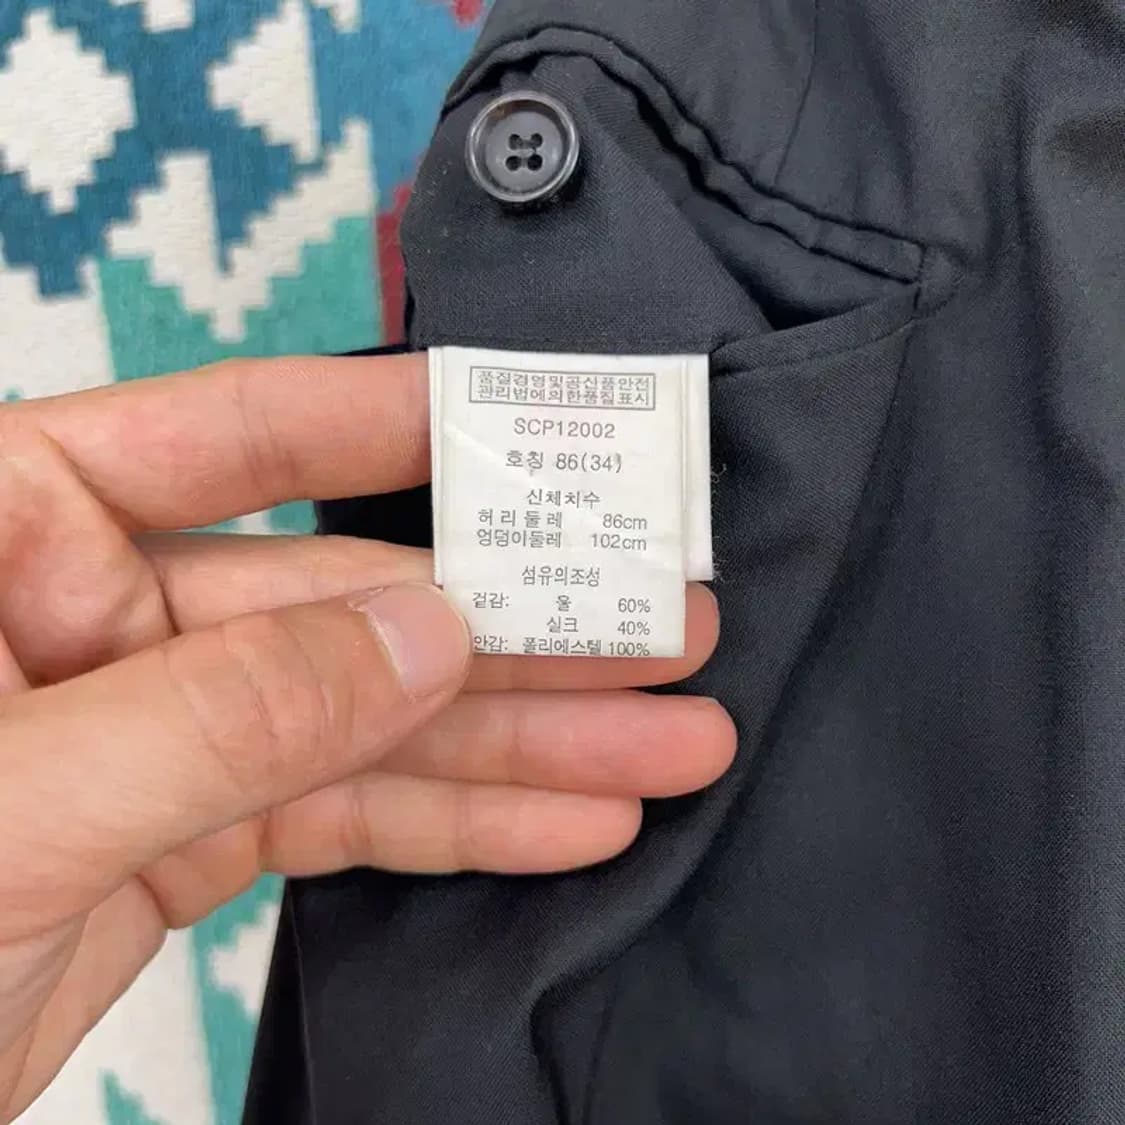 품질경영및공산품안전
관리법에의한품질표시
SCP12002
호칭 86(34)
신체치수
허리둘레 86cm
엉덩이둘레 102cm
섬유의조성
겉감: 울 60%
실크 40%
안감: 폴리에스텔 100%